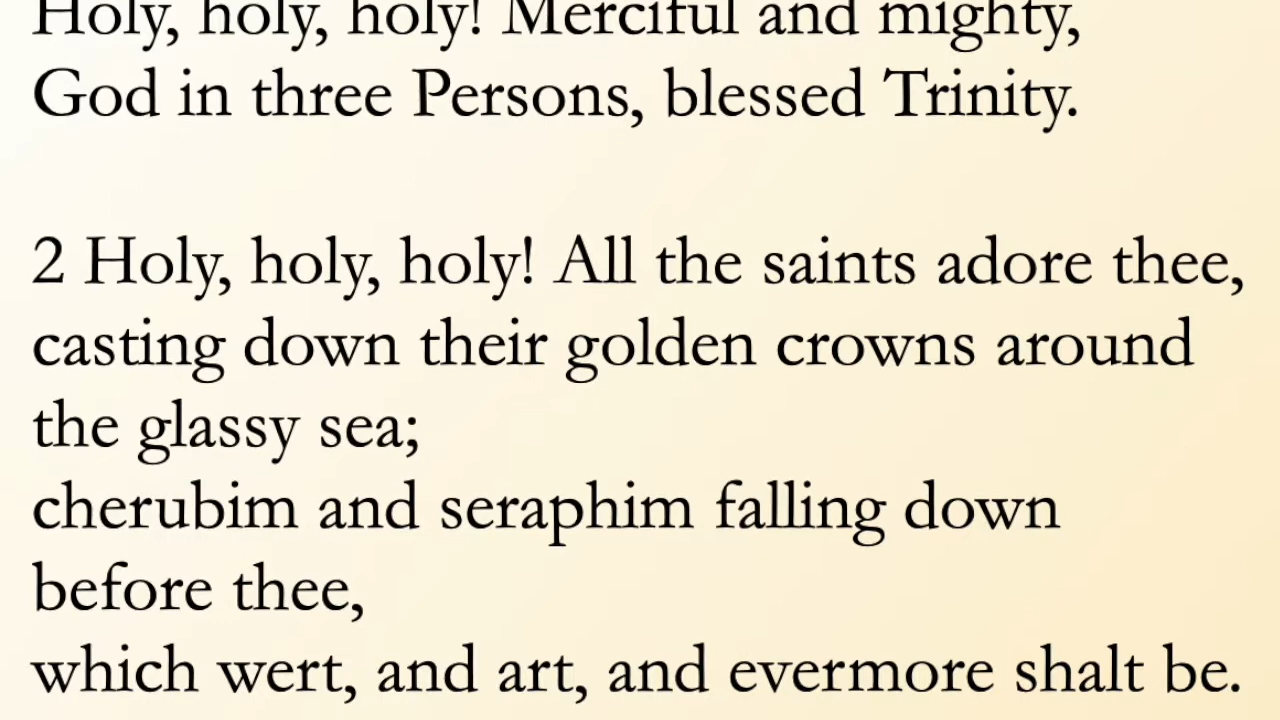 Holy, holy, holy! Merciful and mighty,
God in three Persons, blessed Trinity.
2 Holy, holy, holy! All the saints adore thee,
casting down their golden crowns around
the glassy sea;
cherubim and seraphim falling down
before thee,
which wert, and art, and evermore shalt be.